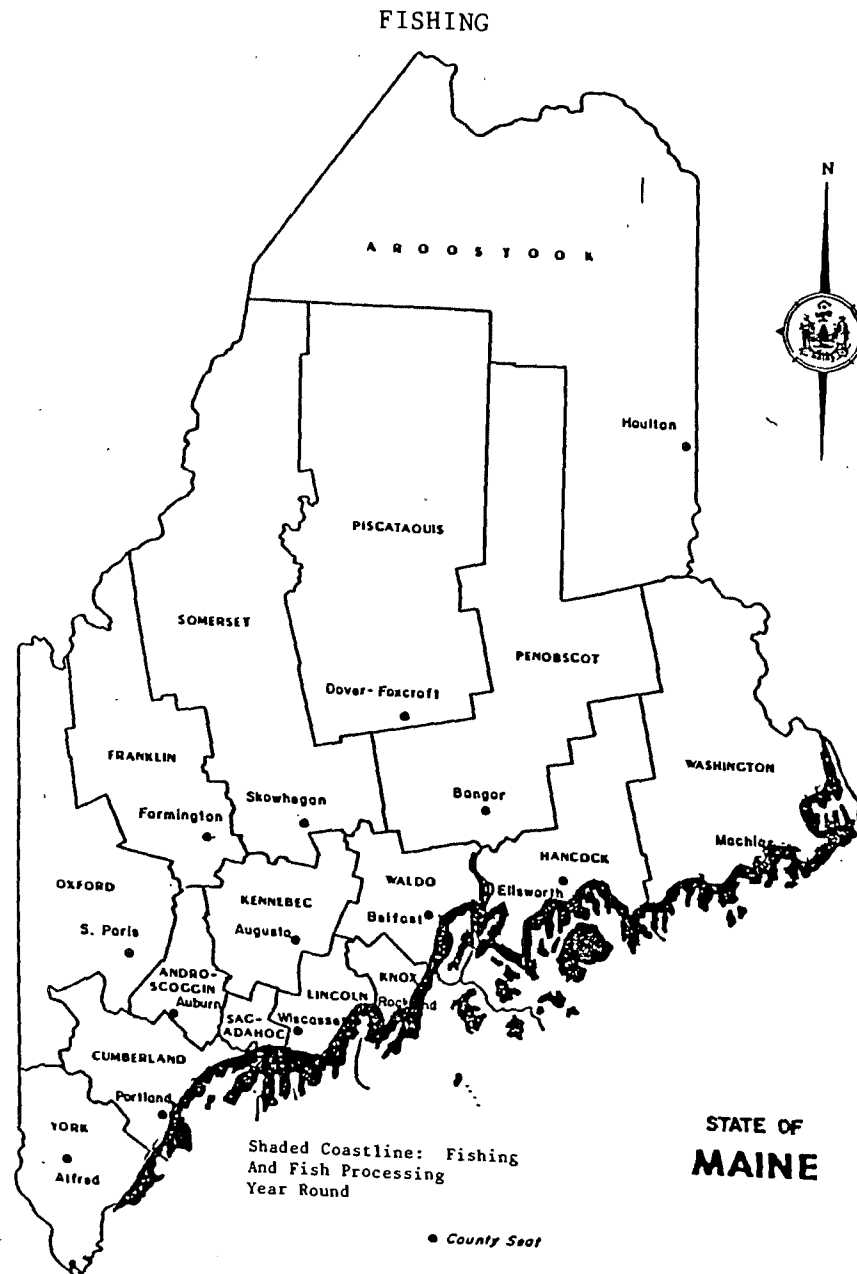 FISHING
N
AROOSTOOK
Houlton
PISCATAQUIS
SOMERSET
PENOBSCOT
Dover-Foxcroft
FRANKLIN
WASHINGTON
Skowhegan
Bangor
Farmington
Machias
HANCOCK
WALDO
Ellsworth
OXFORD
KENNEBEC
Belfast
Augusta
S. Paris
ANDRO-
SCOGGIN
KNOX
LINCOLN
Auburn
Rockland
SAG-
ADAHOC
Wiscasset
CUMBERLAND
Portland
YORK
Alfred
STATE OF
MAINE
Shaded Coastline: Fishing
And Fish Processing
Year Round
County Seat